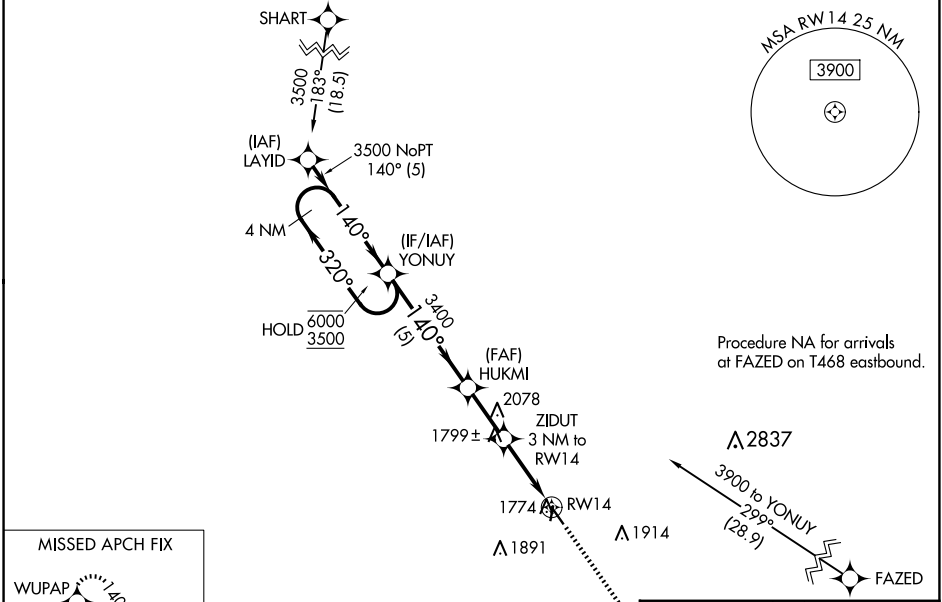 SHART
3500
183°
(18.5)
MSA RW14 25 NM
3900
(IAF)
LAYID
3500 NoPT
140° (5)
4 NM
140°
320°
(IF/IAF)
YONUY
HOLD
6000
3500
3400
140°
(5)
Procedure NA for arrivals
at FAZED on T468 eastbound.
(FAF)
HUKMI
2078
1799±
ZIDUT
3 NM to
RW14
2837
3900 to YONUY
299°
(28.9)
1774
RW14
1891
1914
FAZED
MISSED APCH FIX
WUPAP
140